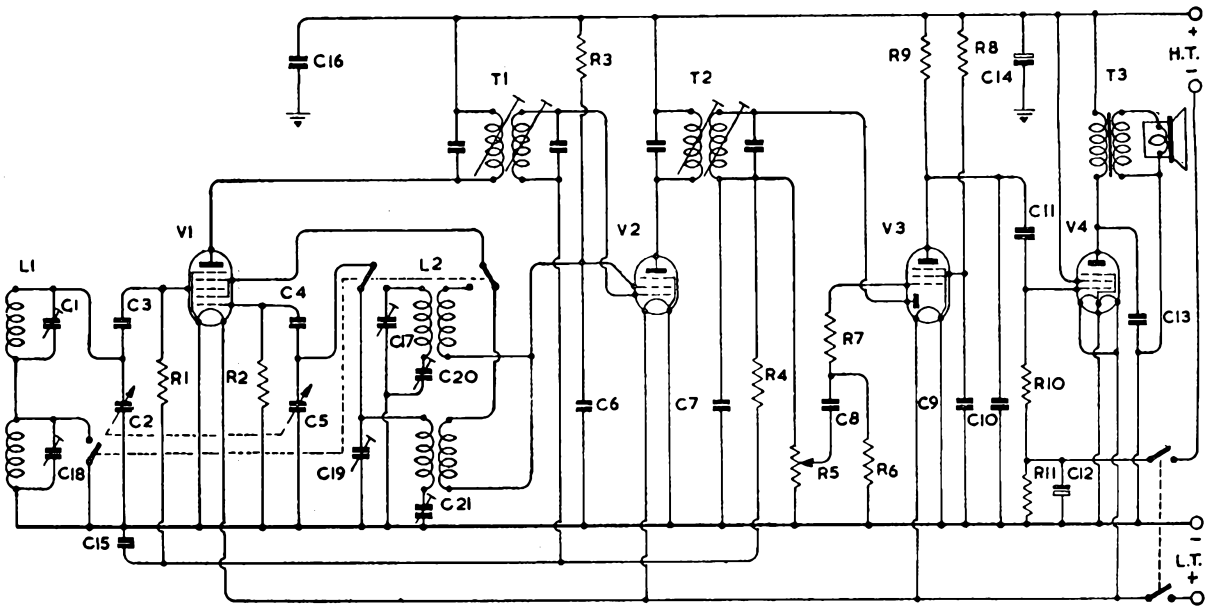 C16
T1
R3
T2
R9
R8
C14
T3
+
H.T.
-
V1
L1
C1
C3
C4
L2
V2
V3
C11
V4
C17
C20
R7
C13
R1
R2
C2
C5
R4
R10
C6
C7
C8
C9
C10
C18
C19
R5
R6
R11
C12
C21
C15
-
L.T.
+